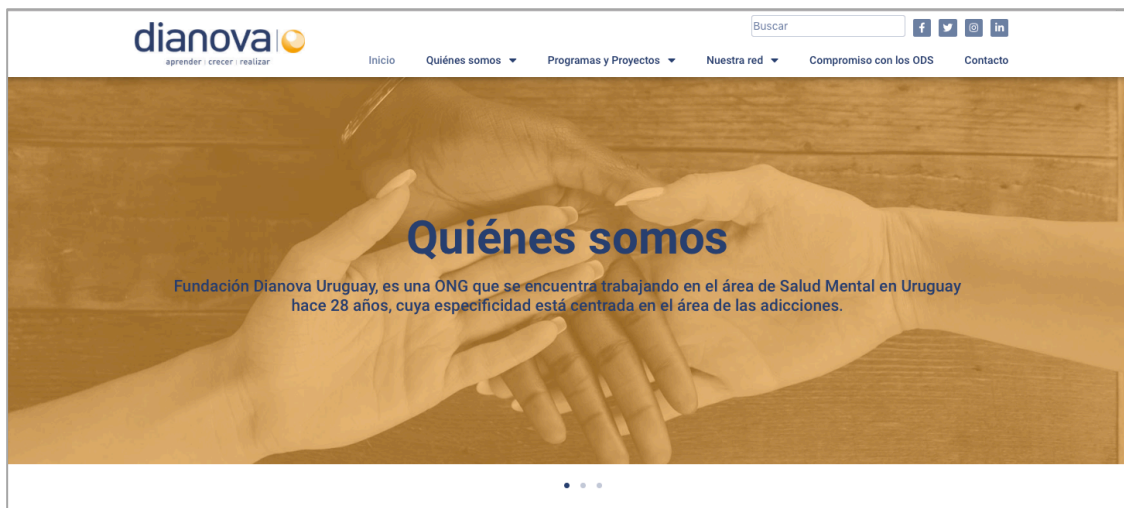 dianova
aprender | crecer | realizar
Buscar
Inicio
Quiénes somos
Programas y Proyectos
Nuestra red
Compromiso con los ODS
Contacto
Quiénes somos
Fundación Dianova Uruguay, es una ONG que se encuentra trabajando en el área de Salud Mental en Uruguay
hace 28 años, cuya especificidad está centrada en el área de las adicciones.